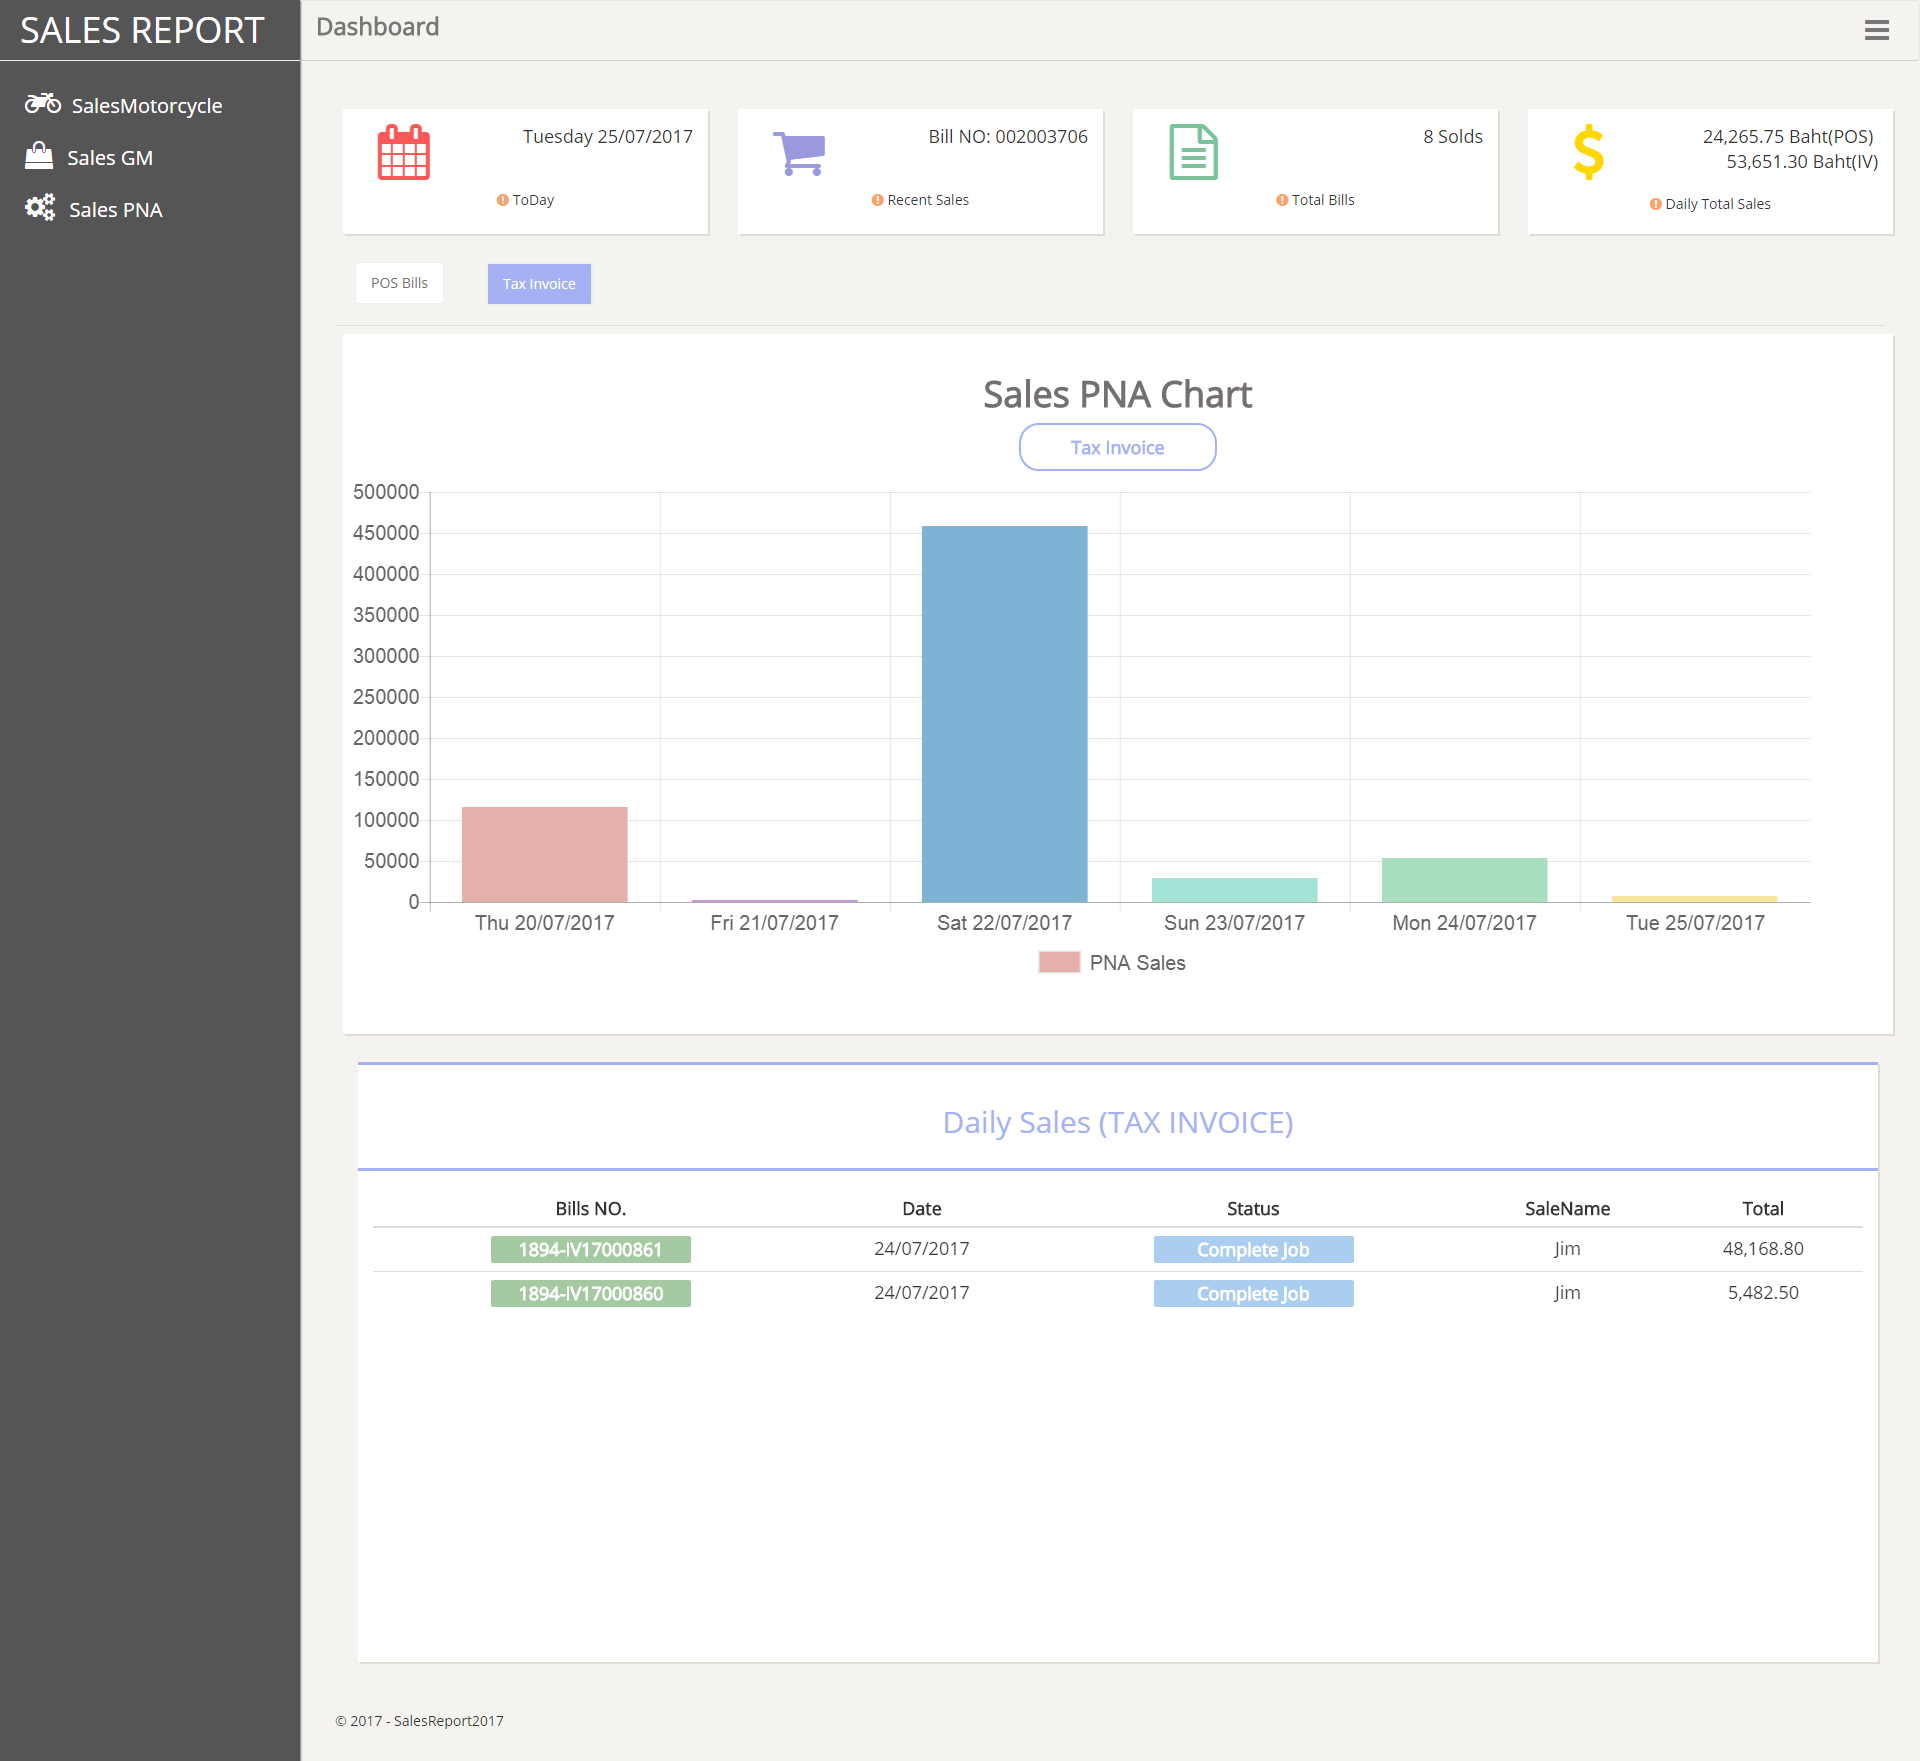 SALES REPORT
Dashboard
SalesMotorcycle
Sales GM
Sales PNA
Tuesday 25/07/2017
ToDay
Bill NO: 002003706
Recent Sales
8 Solds
Total Bills
24,265.75 Baht(POS)
53,651.30 Baht(IV)
Daily Total Sales
POS Bills
Tax Invoice
Sales PNA Chart
Tax Invoice
500000
450000
400000
350000
300000
250000
200000
150000
100000
50000
0
Thu 20/07/2017 Fri 21/07/2017 Sat 22/07/2017 Sun 23/07/2017 Mon 24/07/2017 Tue 25/07/2017
PNA Sales
Daily Sales (TAX INVOICE)
Bills NO. Date Status SaleName Total
1894-IV17000861 24/07/2017 Complete Job Jim 48,168.80
1894-IV17000860 24/07/2017 Complete Job Jim 5,482.50
© 2017 - SalesReport2017